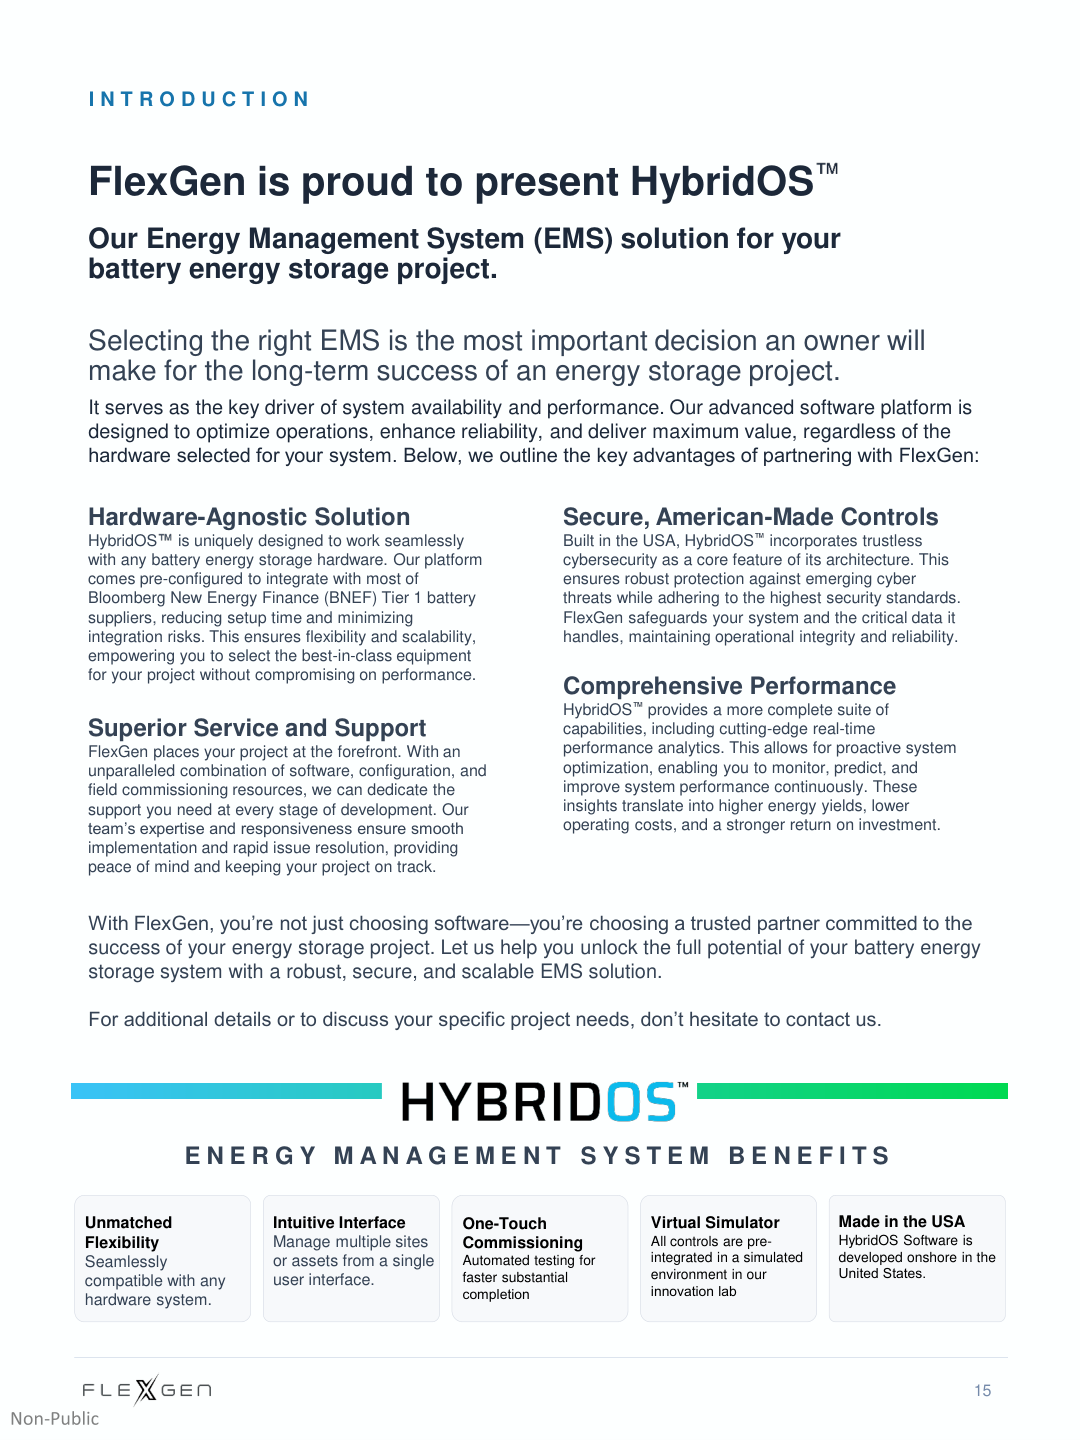 INTRODUCTION
FlexGen is proud to present HybridOS™
Our Energy Management System (EMS) solution for your
battery energy storage project.
Selecting the right EMS is the most important decision an owner will
make for the long-term success of an energy storage project.
It serves as the key driver of system availability and performance. Our advanced software platform is
designed to optimize operations, enhance reliability, and deliver maximum value, regardless of the
hardware selected for your system. Below, we outline the key advantages of partnering with FlexGen:
Hardware-Agnostic Solution
HybridOS™ is uniquely designed to work seamlessly
with any battery energy storage hardware. Our platform
comes pre-configured to integrate with most of
Bloomberg New Energy Finance (BNEF) Tier 1 battery
suppliers, reducing setup time and minimizing
integration risks. This ensures flexibility and scalability,
empowering you to select the best-in-class equipment
for your project without compromising on performance.
Superior Service and Support
FlexGen places your project at the forefront. With an
unparalleled combination of software, configuration, and
field commissioning resources, we can dedicate the
support you need at every stage of development. Our
team's expertise and responsiveness ensure smooth
implementation and rapid issue resolution, providing
peace of mind and keeping your project on track.
Secure, American-Made Controls
Built in the USA, HybridOS™ incorporates trustless
cybersecurity as a core feature of its architecture. This
ensures robust protection against emerging cyber
threats while adhering to the highest security standards.
FlexGen safeguards your system and the critical data it
handles, maintaining operational integrity and reliability.
Comprehensive Performance
HybridOS™ provides a more complete suite of
capabilities, including cutting-edge real-time
performance analytics. This allows for proactive system
optimization, enabling you to monitor, predict, and
improve system performance continuously. These
insights translate into higher energy yields, lower
operating costs, and a stronger return on investment.
With FlexGen, you're not just choosing software—you're choosing a trusted partner committed to the
success of your energy storage project. Let us help you unlock the full potential of your battery energy
storage system with a robust, secure, and scalable EMS solution.
For additional details or to discuss your specific project needs, don't hesitate to contact us.
HYBRIDOS™
ENERGY MANAGEMENT SYSTEM BENEFITS
Unmatched
Flexibility
Seamlessly
compatible with any
hardware system.
Intuitive Interface
Manage multiple sites
or assets from a single
user interface.
One-Touch
Commissioning
Automated testing for
faster substantial
completion
Virtual Simulator
All controls are pre-
integrated in a simulated
environment in our
innovation lab
Made in the USA
HybridOS Software is
developed onshore in the
United States.
FLEXGEN
15
Non-Public